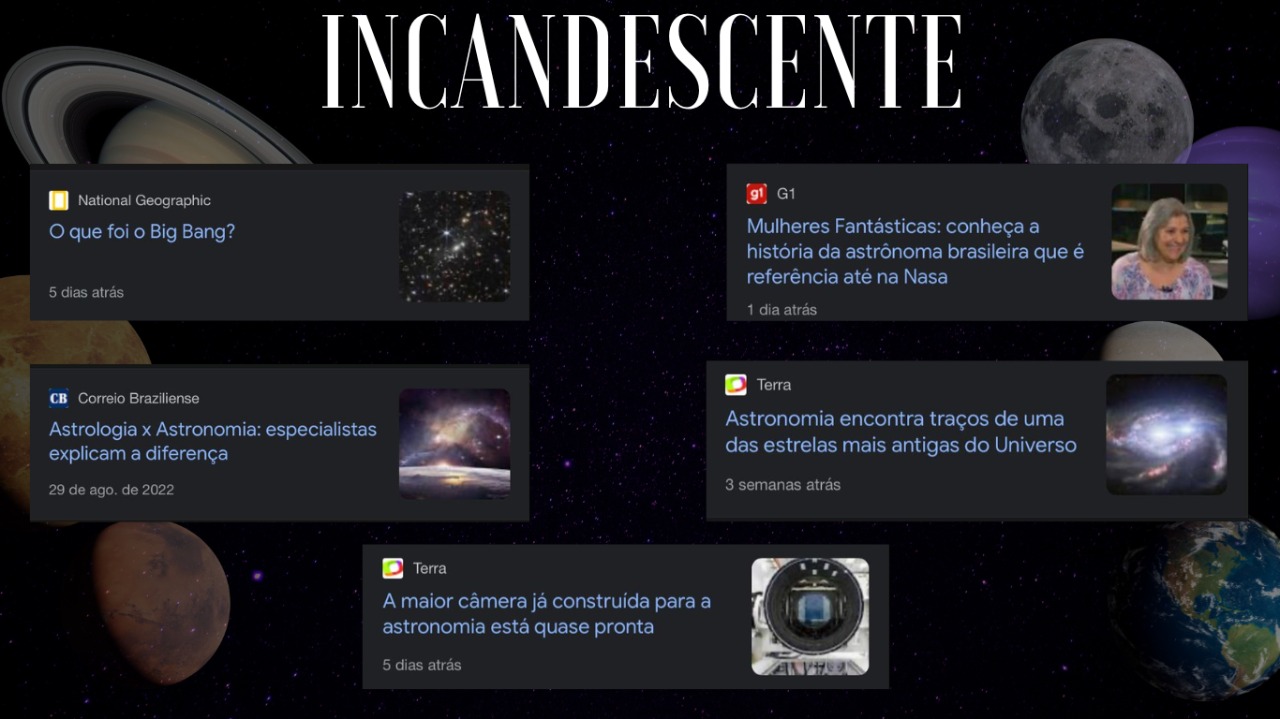 INCANDESCENTE
National Geographic
O que foi o Big Bang?
5 dias atrás
g1 G1
Mulheres Fantásticas: conheça a
história da astrônoma brasileira que é
referência até na Nasa
1 dia atrás
CB Correio Braziliense
Astrologia x Astronomia: especialistas
explicam a diferença
29 de ago. de 2022
Terra
Astronomia encontra traços de uma
das estrelas mais antigas do Universo
3 semanas atrás
Terra
A maior câmera já construída para a
astronomia está quase pronta
5 dias atrás